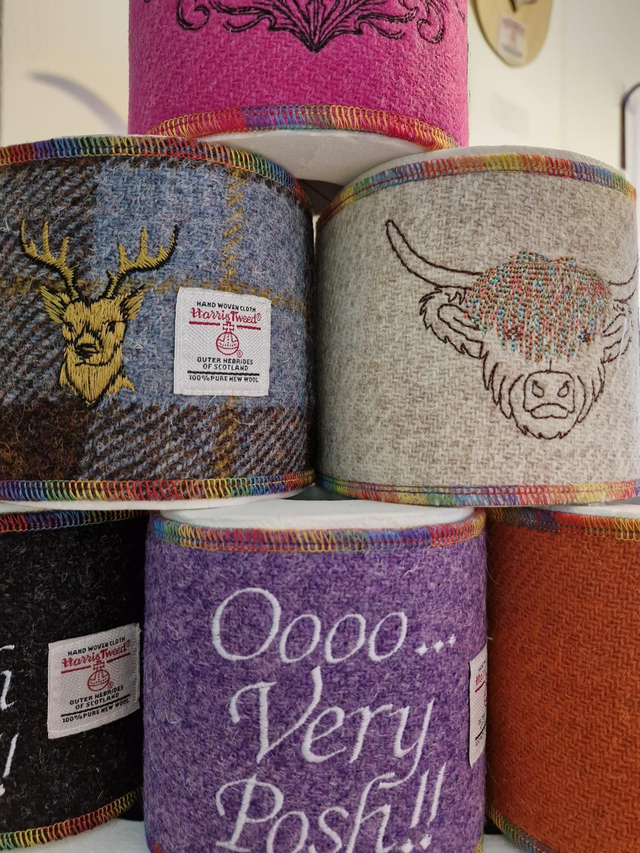 HAND WOVEN CLOTH
Harris Tweed®
OUTER HEBRIDES
OF SCOTLAND
100% PURE NEW WOOL
HAND WOVEN CLOTH
Harris Tweed®
OUTER HEBRIDES
OF SCOTLAND
100% PURE NEW WOOL
Oooo...
Very
Posh!!